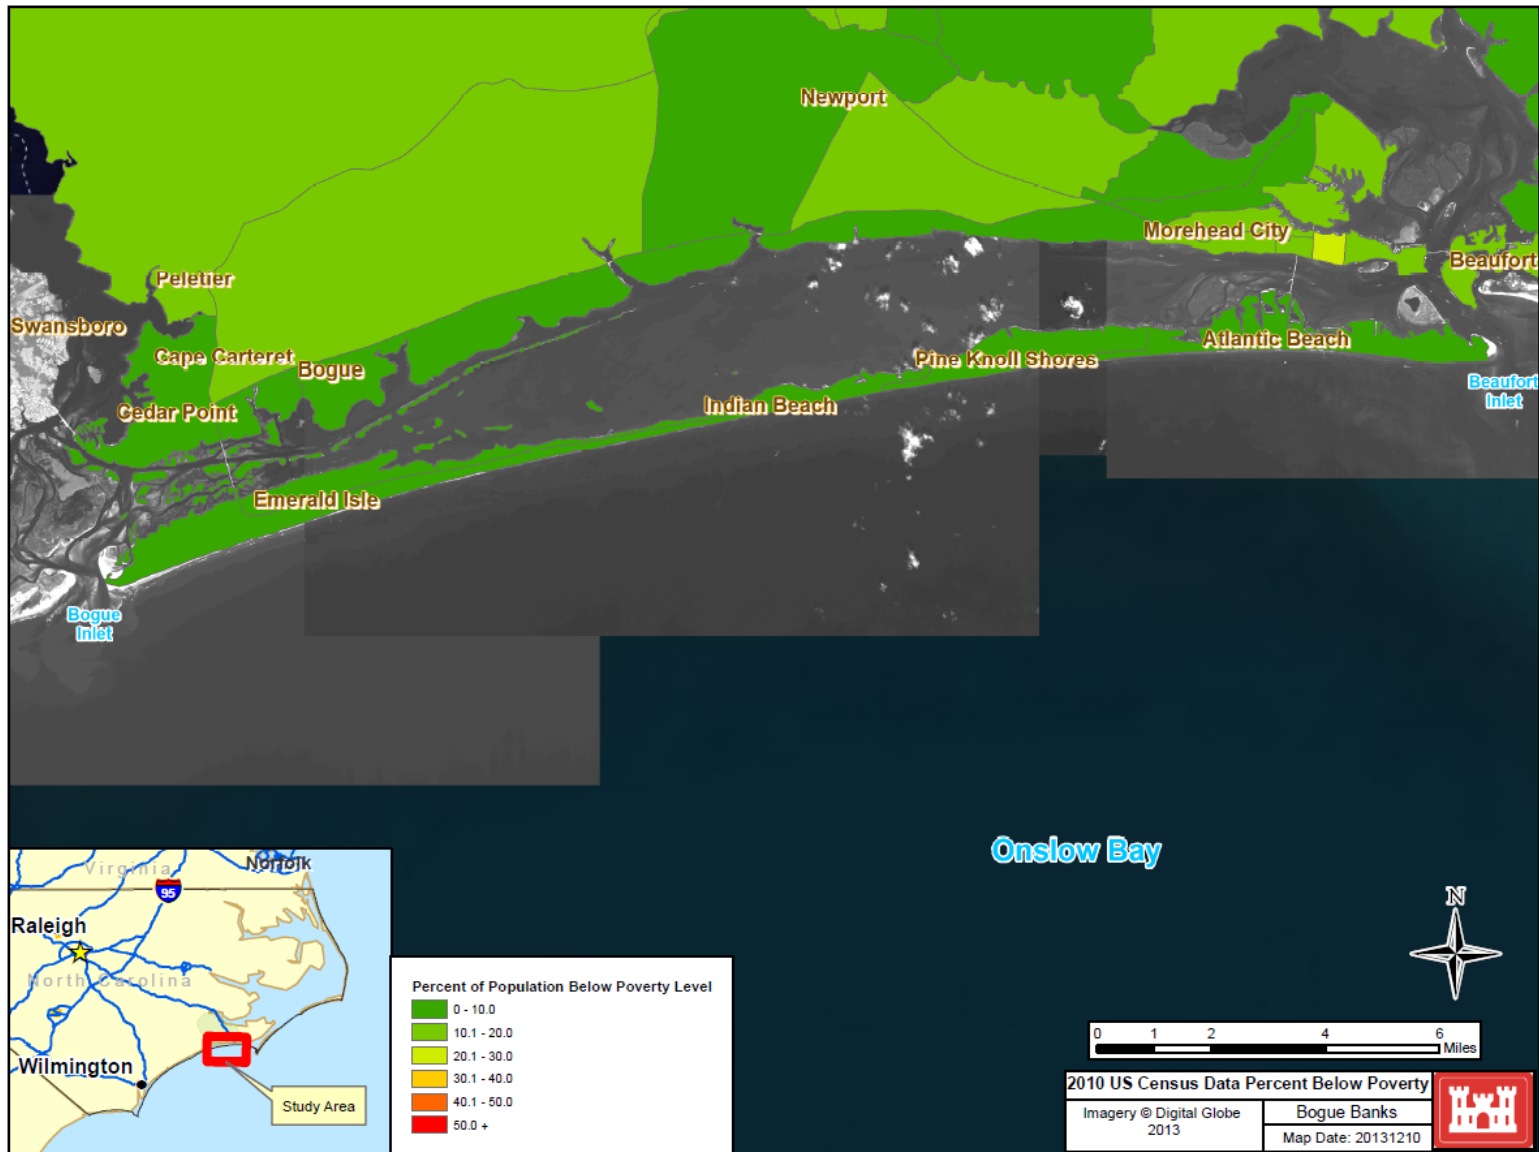 Newport
Morehead City
Beaufort
Peletier
Swansboro
Cape Carteret
Bogue
Atlantic Beach
Pine Knoll Shores
Beaufort
Inlet
Cedar Point
Indian Beach
Emerald Isle
Bogue
Inlet
Onslow Bay
N
Virginia
Norfolk
95
Raleigh
North Carolina
Wilmington
Study Area
Percent of Population Below Poverty Level
0 - 10.0
10.1 - 20.0
20.1 - 30.0
30.1 - 40.0
40.1 - 50.0
50.0 +
0 1 2 4 6
Miles
2010 US Census Data Percent Below Poverty
Imagery © Digital Globe
2013
Bogue Banks
Map Date: 20131210